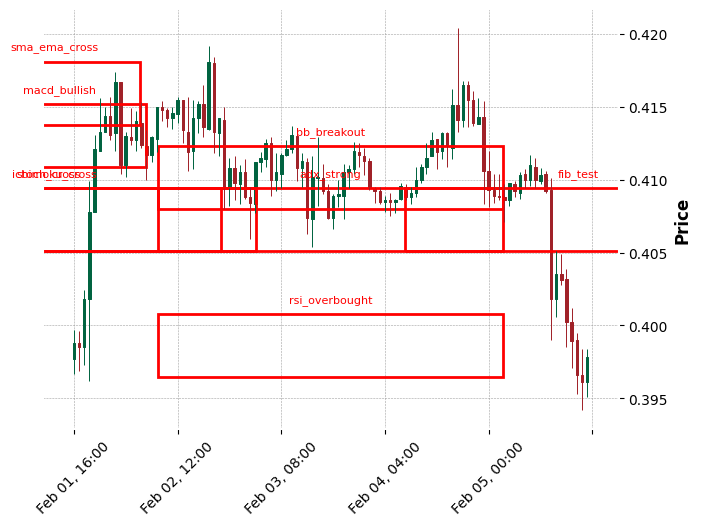 sma_ema_cross
0.420
macd_bullish
0.415
bb_breakout
stoch_cross
adx_strong
fib_test
0.410
Price
0.405
rsi_overbought
0.400
0.395
Feb 01, 16:00
Feb 02, 12:00
Feb 03, 08:00
Feb 04, 04:00
Feb 05, 00:00